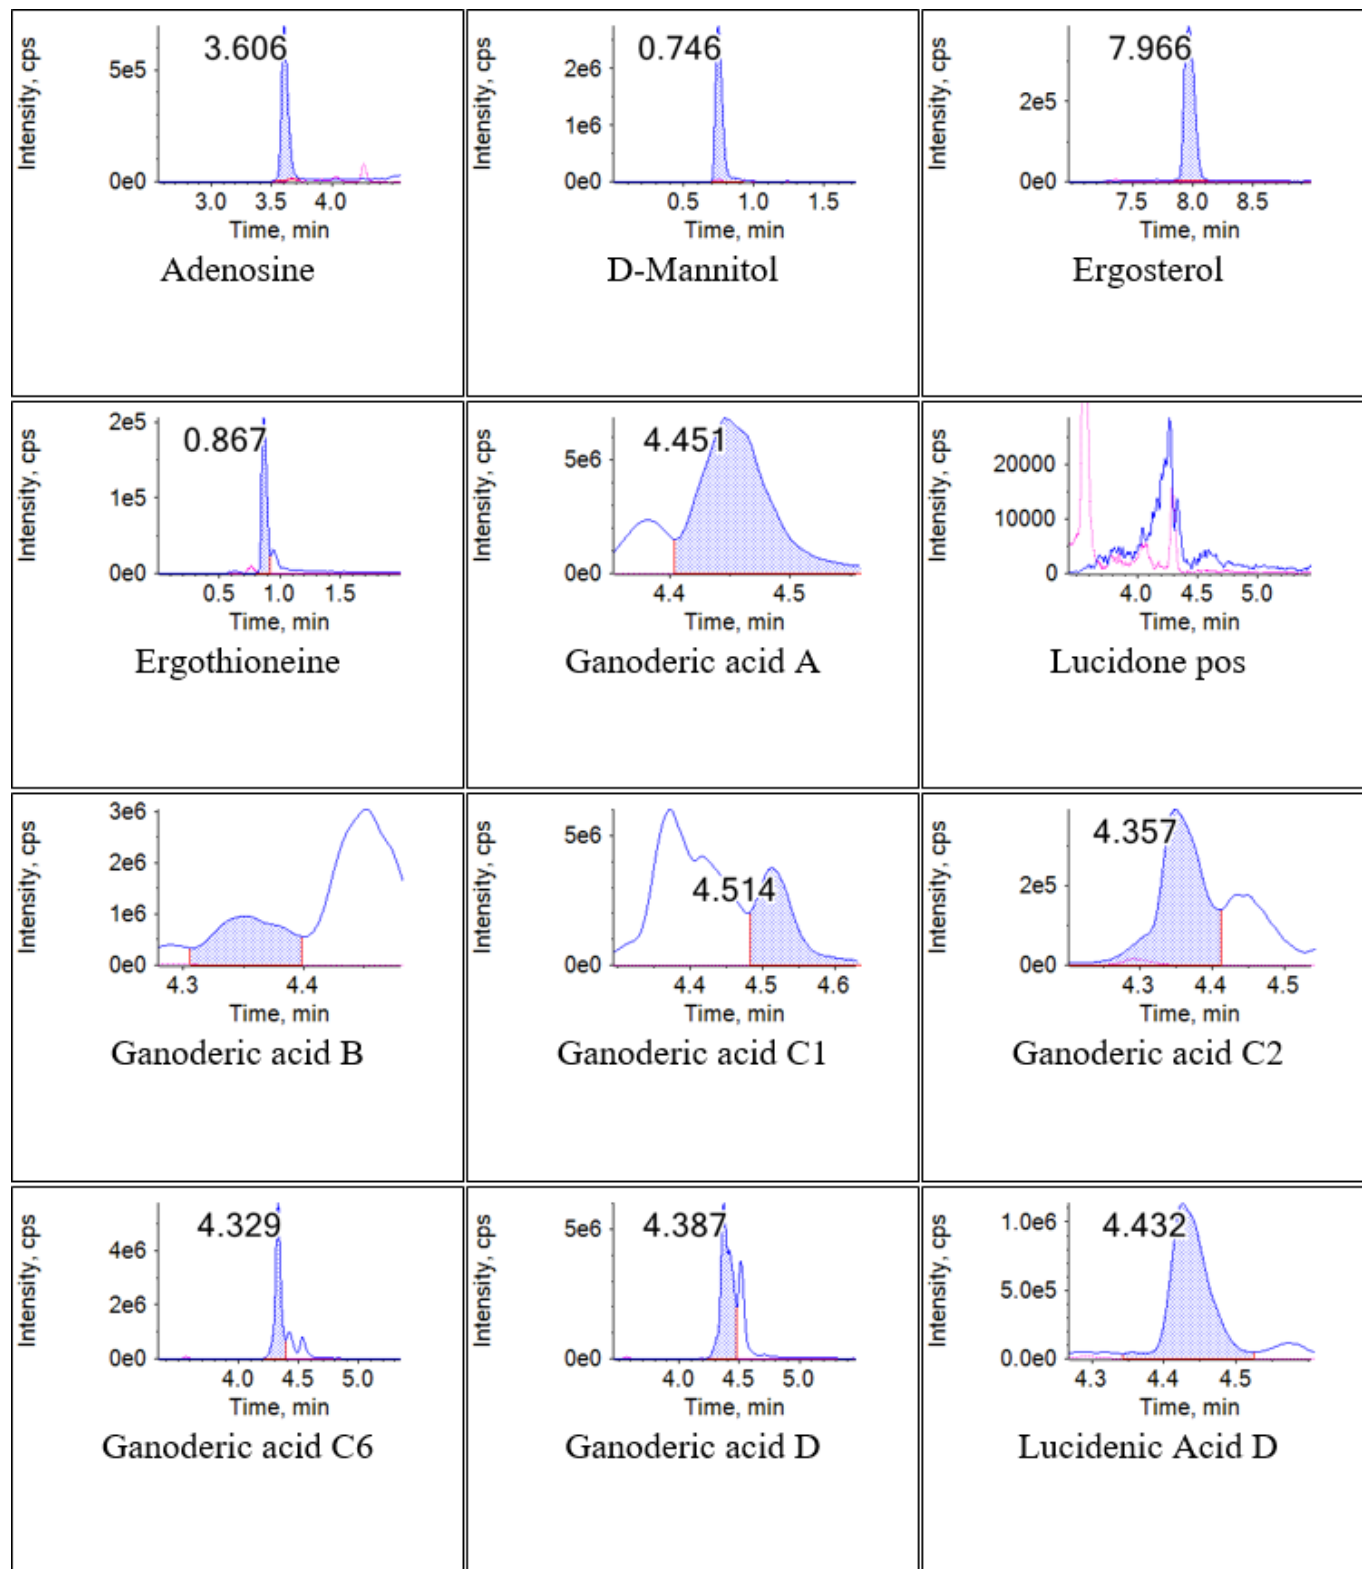 Intensity, cps
3.606
5e5
0e0
3.0 3.5 4.0
Time, min
Adenosine
Intensity, cps
0.746
2e6
1e6
0e0
0.5 1.0 1.5
Time, min
D-Mannitol
Intensity, cps
7.966
2e5
0e0
7.5 8.0 8.5
Time, min
Ergosterol
Intensity, cps
0.867
2e5
1e5
0e0
0.5 1.0 1.5
Time, min
Ergothioneine
Intensity, cps
4.451
5e6
0e0
4.4 4.5
Time, min
Ganoderic acid A
Intensity, cps
20000
10000
0
4.0 4.5 5.0
Time, min
Lucidone pos
Intensity, cps
3e6
2e6
1e6
0e0
4.3 4.4
Time, min
Ganoderic acid B
Intensity, cps
5e6
4.514
0e0
4.4 4.5 4.6
Time, min
Ganoderic acid C1
Intensity, cps
4.357
2e5
0e0
4.3 4.4 4.5
Time, min
Ganoderic acid C2
Intensity, cps
4.329
4e6
2e6
0e0
4.0 4.5 5.0
Time, min
Ganoderic acid C6
Intensity, cps
4.387
5e6
0e0
4.0 4.5 5.0
Time, min
Ganoderic acid D
Intensity, cps
4.432
1.0e6
5.0e5
0.0e0
4.3 4.4 4.5
Time, min
Lucidenic Acid D